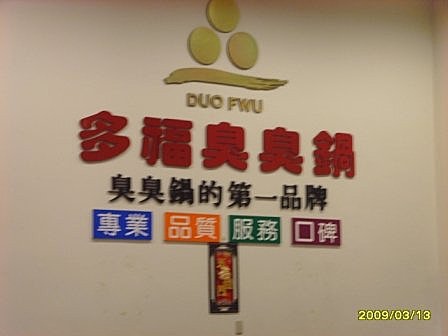 DUO FWU
多福臭臭鍋
臭臭鍋的第一品牌
專業 品質 服務 口碑
2009/03/13